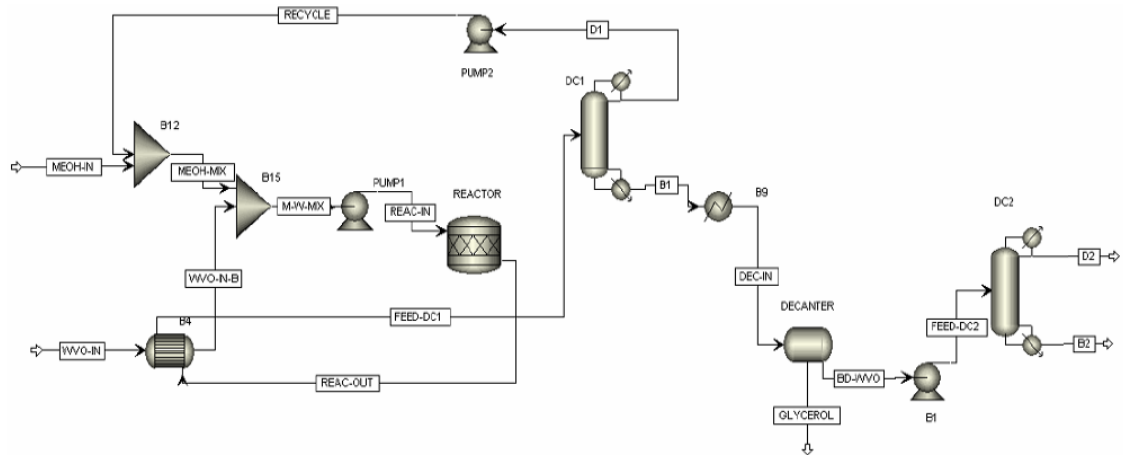 RECYCLE
D1
PUMP2
DC1
B12
MEOH-IN
MEOH-MIX
B15
M-W-MIX
PUMP1
REAC-IN
REACTOR
B1
B9
DC2
WVO-IN-B
DEC-IN
D2
FEED-DC1
DECANTER
FEED-DC2
B4
WVO-IN
B2
REAC-OUT
BD-WVO
GLYCEROL
B1